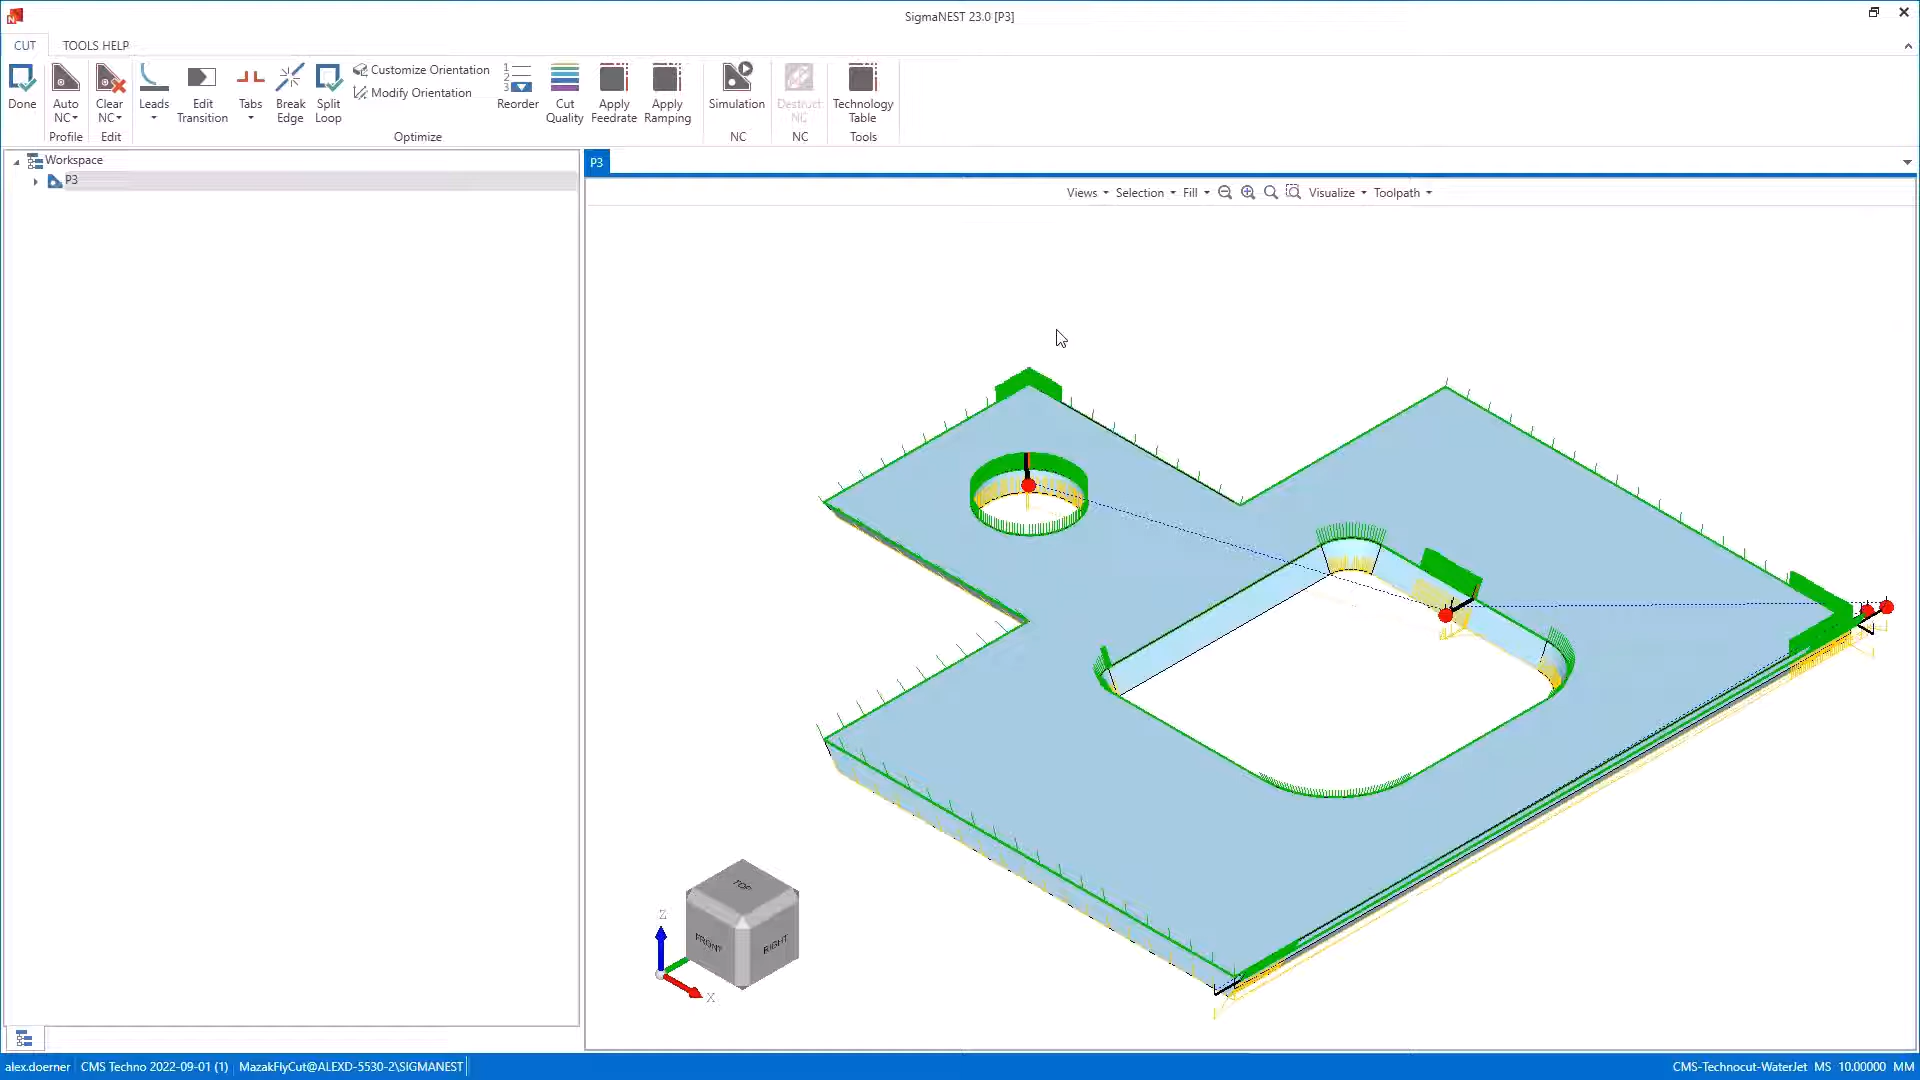 SigmaNEST 23.0 [P3]
CUT TOOLS HELP
Done
Auto NC
Clear NC
Leads
Edit Transition
Tabs
Break Edge
Split Loop
Customize Orientation
Modify Orientation
1 2 3
Reorder
Cut Quality
Apply Feedrate
Apply Ramping
Simulation
Destruct NC
Technology Table
Profile Edit Optimize NC NC Tools
Workspace
P3
P3
Views Selection Fill Visualize Toolpath
TOP
FRONT
RIGHT
Z
X
alex.doerner CMS Techno 2022-09-01 (1) MazakFlyCut@ALEXD-5530-2\SIGMANEST CMS-Technocut-WaterJet MS 10.00000 MM